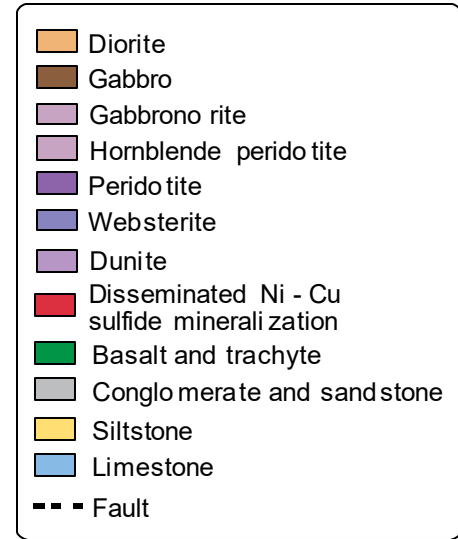 Diorite
Gabbro
Gabbrono rite
Hornblende perido tite
Perido tite
Websterite
Dunite
Disseminated Ni - Cu
sulfide minerali zation
Basalt and trachyte
Conglo merate and sand stone
Siltstone
Limestone
Fault